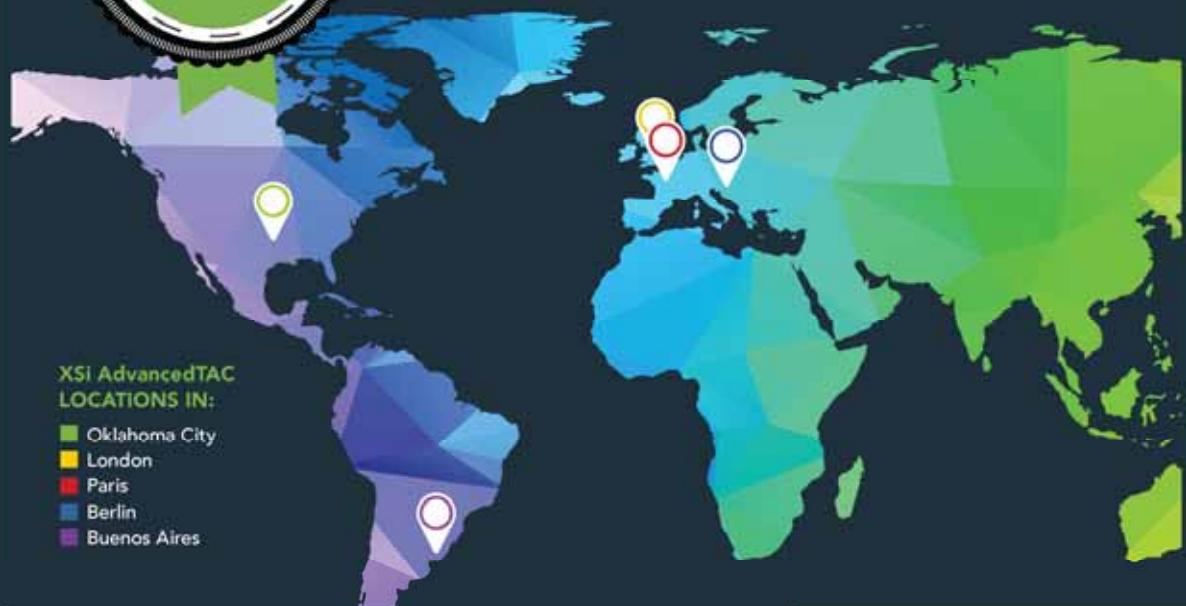 XSi AdvancedTAC
LOCATIONS IN:
Oklahoma City
London
Paris
Berlin
Buenos Aires